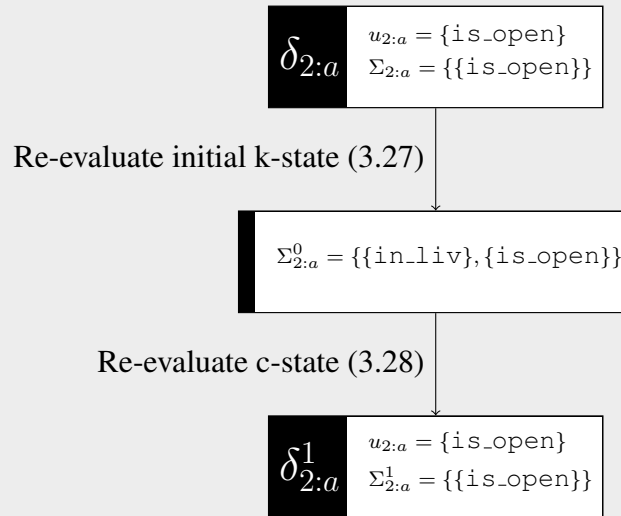 δ₂:ₐ
u₂:ₐ = {is_open}
Σ₂:ₐ = {{is_open}}
Re-evaluate initial k-state (3.27)
Σ⁰₂:ₐ = {{in_liv},{is_open}}
Re-evaluate c-state (3.28)
δ¹₂:ₐ
u₂:ₐ = {is_open}
Σ¹₂:ₐ = {{is_open}}